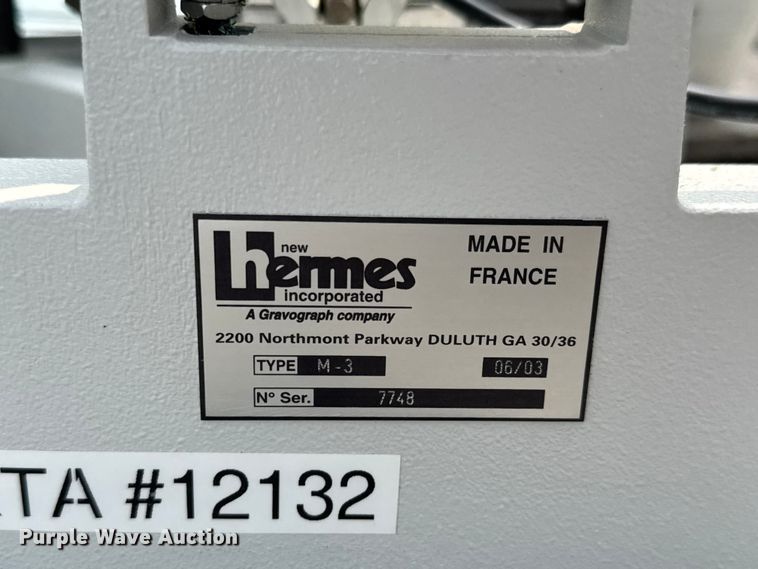 new
hermes
incorporated
A Gravograph company
MADE IN
FRANCE
2200 Northmont Parkway DULUTH GA 30/36
TYPE M-3 06/03
N° Ser. 7748
TA #12132
Purple Wave Auction